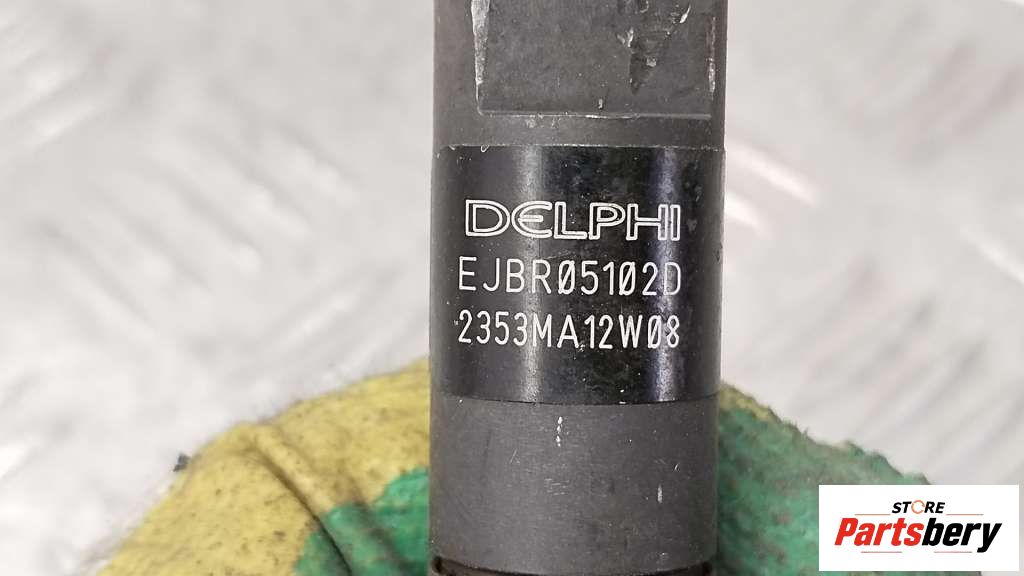 DELPHI
EJBR05102D
2353MA12W08
STORE
Partsbery